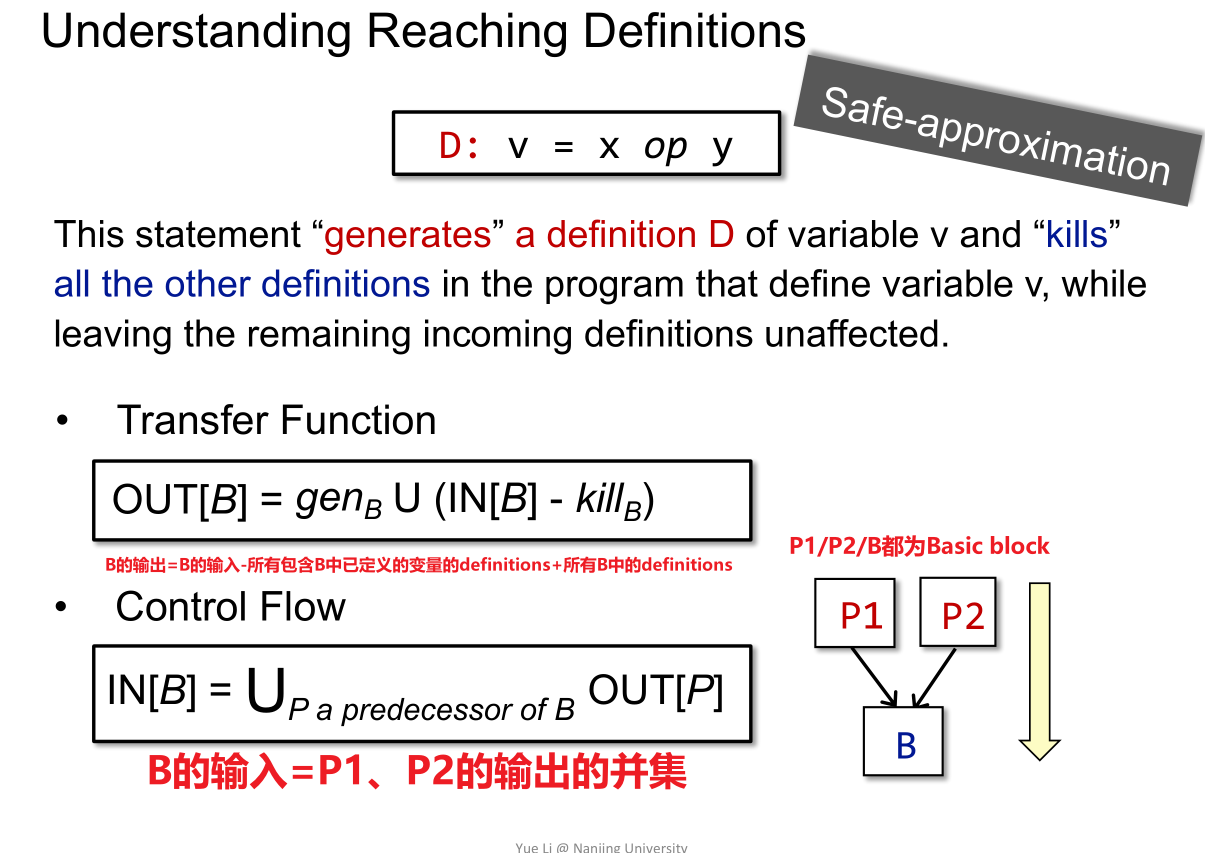 Understanding Reaching Definitions
Safe-approximation
D: v = x op y
This statement “generates” a definition D of variable v and “kills”
all the other definitions in the program that define variable v, while
leaving the remaining incoming definitions unaffected.
• Transfer Function
OUT[B] = genB U (IN[B] - killB)
B的输出=B的输入-所有包含B中已定义的变量的definitions+所有B中的definitions
P1/P2/B都为Basic block
P1 P2
B
• Control Flow
IN[B] = UP a predecessor of B OUT[P]
B的输入=P1、P2的输出的并集
Yue Li @ Nanjing University